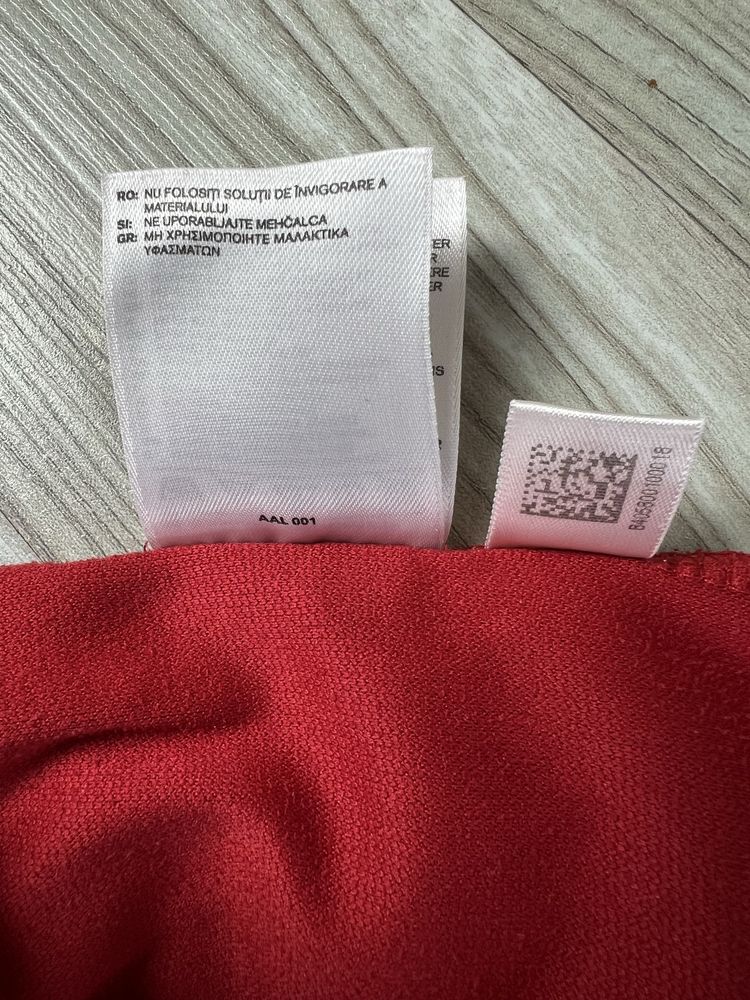 RO: NU FOLOSIȚI SOLUȚII DE ÎNVIGORARE A
MATERIALULUI
SI: NE UPORABLJAJTE MEHČALCA
GR: ΜΗ ΧΡΗΣΙΜΟΠΟΙΗΤΕ ΜΑΛΑΚΤΙΚΑ
ΥΦΑΣΜΑΤΩΝ
AAL 001